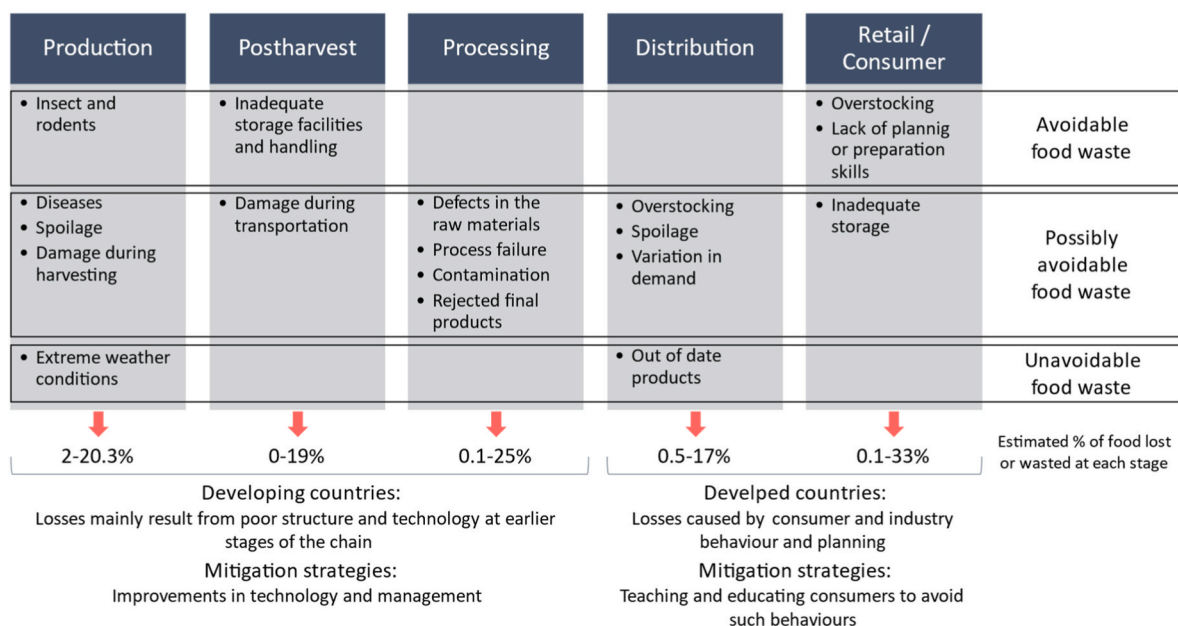 Production
Postharvest
Processing
Distribution
Retail /
Consumer
• Insect and
rodents
• Inadequate
storage facilities
and handling
• Overstocking
• Lack of plannig
or preparation
skills
Avoidable
food waste
• Diseases
• Spoilage
• Damage during
harvesting
• Damage during
transportation
• Defects in the
raw materials
• Process failure
• Contamination
• Rejected final
products
• Overstocking
• Spoilage
• Variation in
demand
• Inadequate
storage
Possibly
avoidable
food waste
• Extreme weather
conditions
• Out of date
products
Unavoidable
food waste
2-20.3%
0-19%
0.1-25%
0.5-17%
0.1-33%
Estimated % of food lost
or wasted at each stage
Developing countries:
Losses mainly result from poor structure and technology at earlier
stages of the chain
Mitigation strategies:
Improvements in technology and management
Develped countries:
Losses caused by consumer and industry
behaviour and planning
Mitigation strategies:
Teaching and educating consumers to avoid
such behaviours